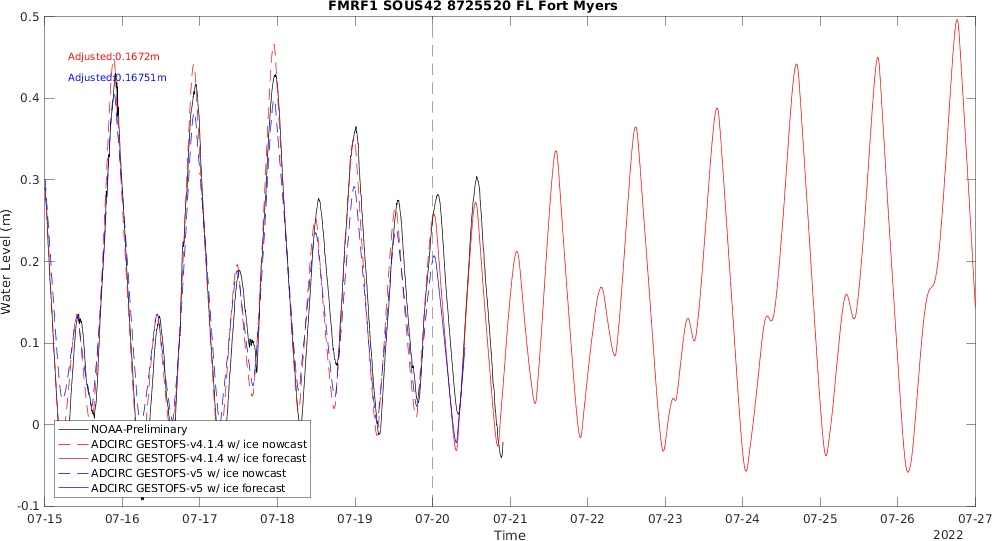 FMRF1 SOUS42 8725520 FL Fort Myers
Adjusted:0.1672m
Adjusted:0.16751m
Water Level (m)
0.5
0.4
0.3
0.2
0.1
0
-0.1
NOAA-Preliminary
ADCIRC GESTOFS-v4.1.4 w/ ice nowcast
ADCIRC GESTOFS-v4.1.4 w/ ice forecast
ADCIRC GESTOFS-v5 w/ ice nowcast
ADCIRC GESTOFS-v5 w/ ice forecast
07-15 07-16 07-17 07-18 07-19 07-20 07-21 07-22 07-23 07-24 07-25 07-26 07-27
Time
2022